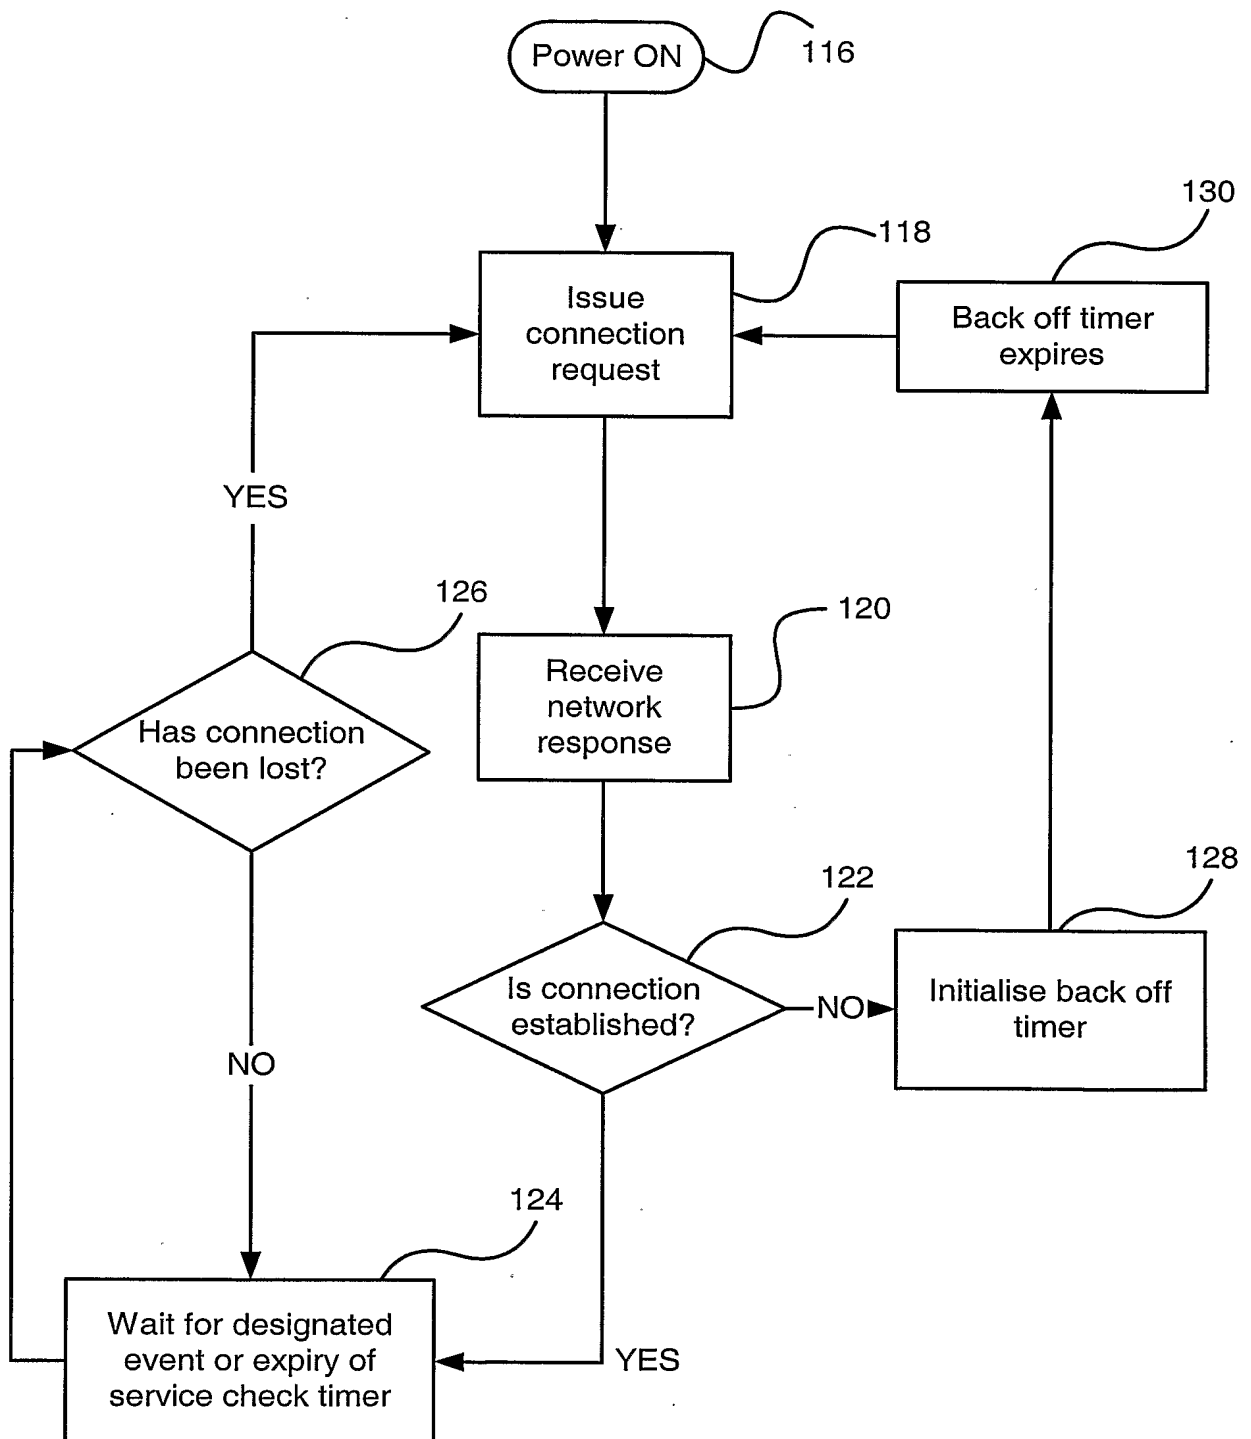 Power ON
116
130
118
Issue
connection
request
Back off timer
expires
YES
126
120
Receive
network
response
Has connection
been lost?
122
128
Is connection
established?
NO
Initialise back off
timer
NO
124
Wait for designated
event or expiry of
service check timer
YES